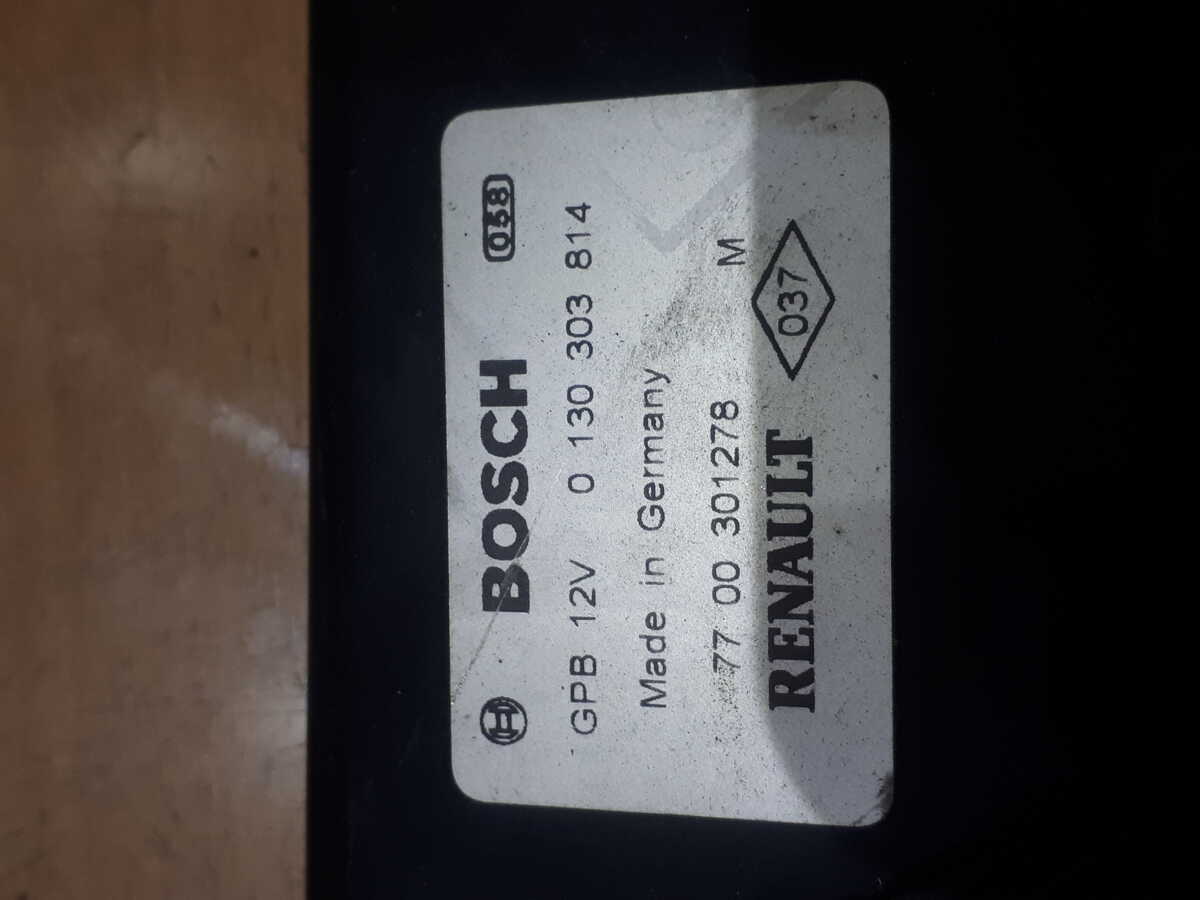 BOSCH 038
GPB 12V 0 130 303 814
Made in Germany
77 00 301278 M
RENAULT 037